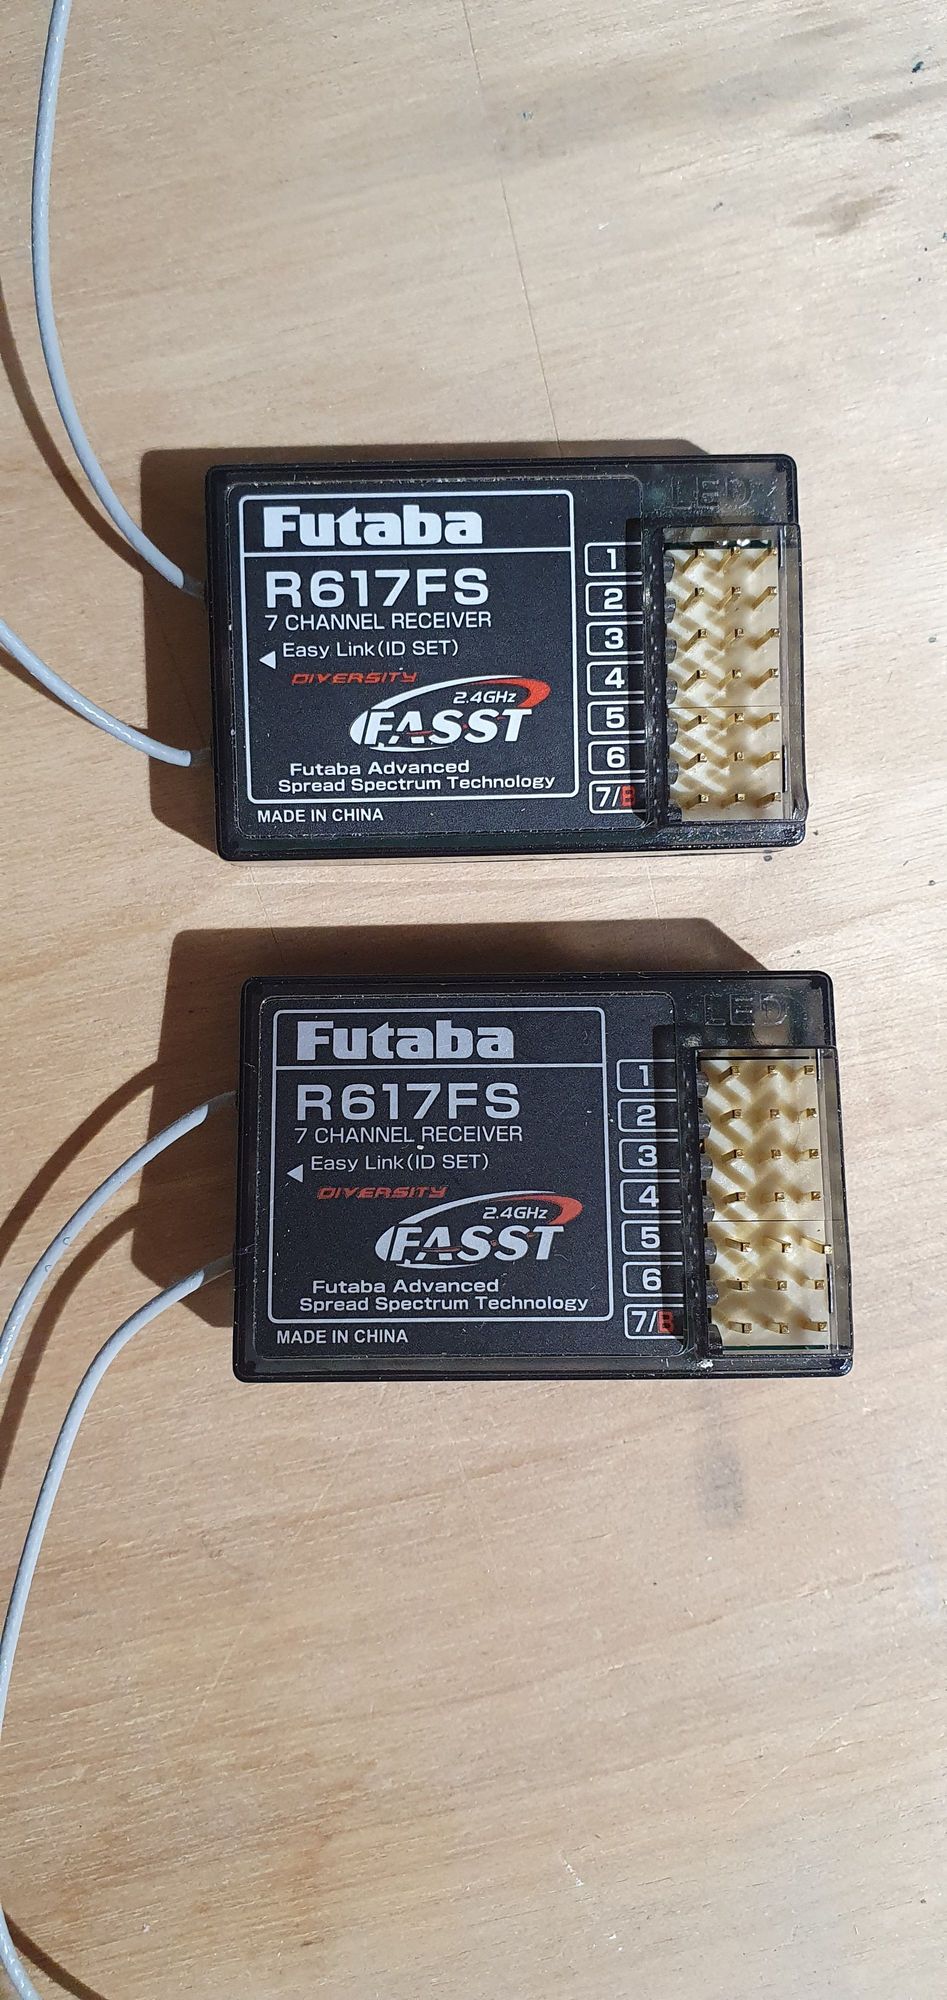 LED
Futaba
R617FS
7 CHANNEL RECEIVER
Easy Link (ID SET)
DIVERSITY
2.4GHz
FASST
Futaba Advanced
Spread Spectrum Technology
MADE IN CHINA
1
2
3
4
5
6
7/B
LED
Futaba
R617FS
7 CHANNEL RECEIVER
Easy Link (ID SET)
DIVERSITY
2.4GHz
FASST
Futaba Advanced
Spread Spectrum Technology
MADE IN CHINA
1
2
3
4
5
6
7/B